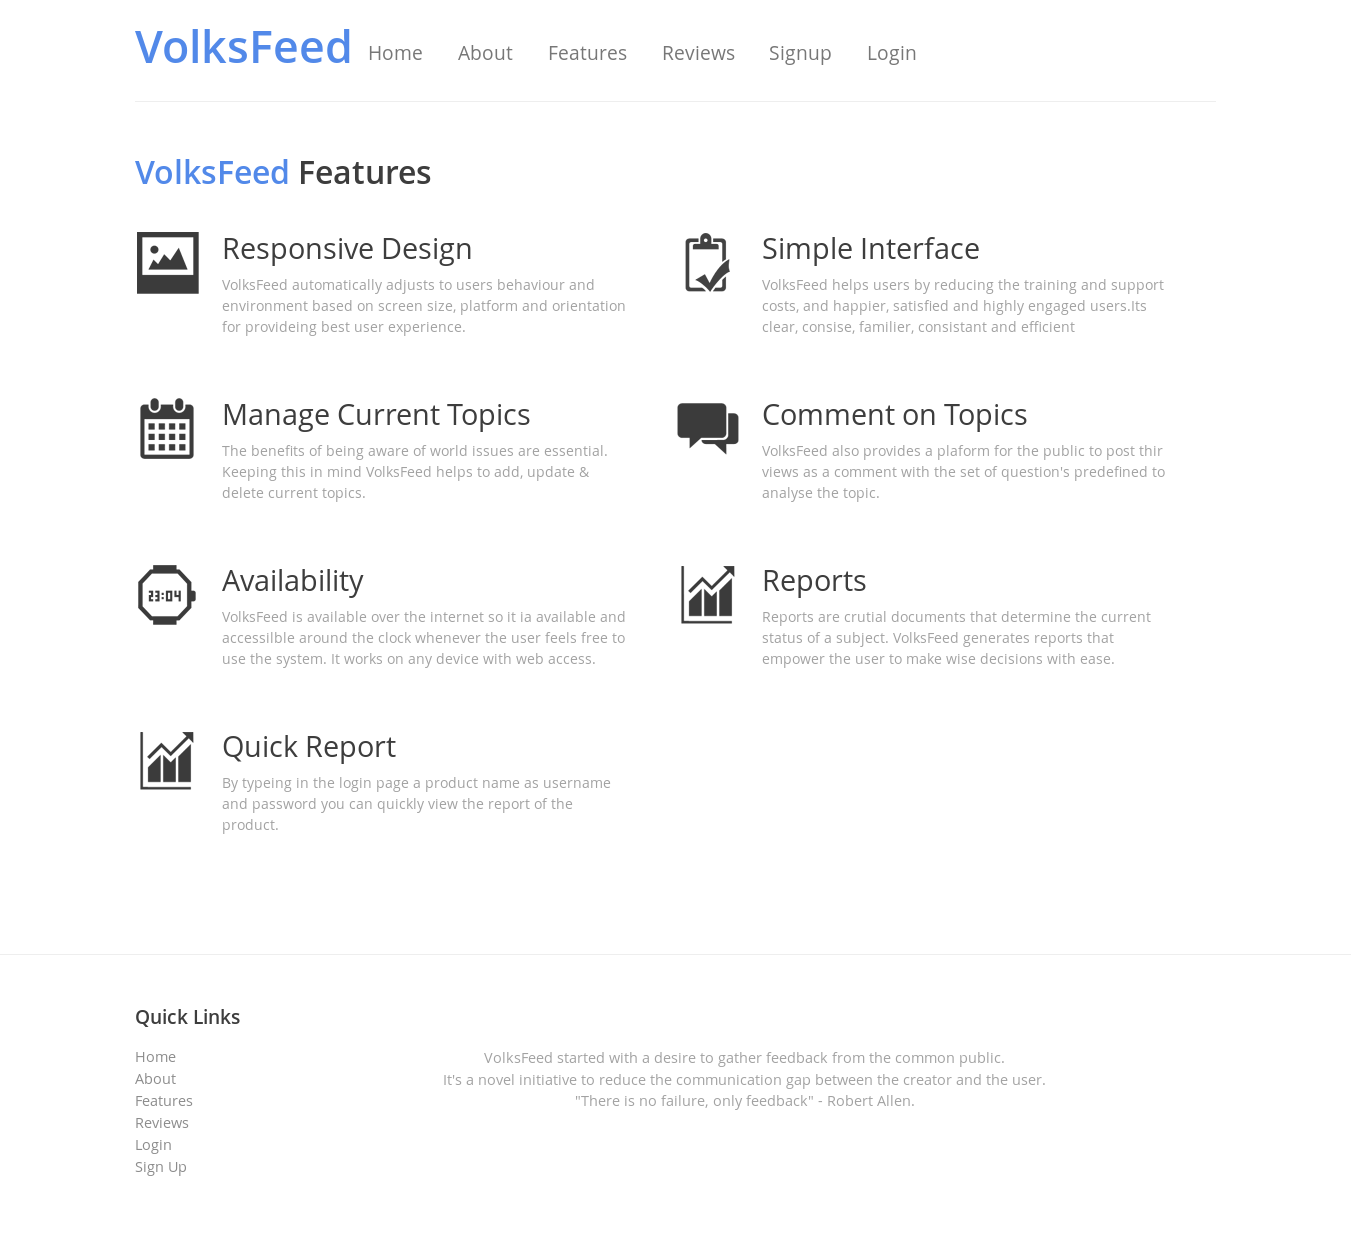 VolksFeed Home About Features Reviews Signup Login
VolksFeed Features
Responsive Design
VolksFeed automatically adjusts to users behaviour and
environment based on screen size, platform and orientation
for provideing best user experience.
Simple Interface
VolksFeed helps users by reducing the training and support
costs, and happier, satisfied and highly engaged users.Its
clear, consise, familier, consistant and efficient
Manage Current Topics
The benefits of being aware of world issues are essential.
Keeping this in mind VolksFeed helps to add, update &
delete current topics.
Comment on Topics
VolksFeed also provides a plaform for the public to post thir
views as a comment with the set of question's predefined to
analyse the topic.
23:04
Availability
VolksFeed is available over the internet so it ia available and
accessilble around the clock whenever the user feels free to
use the system. It works on any device with web access.
Reports
Reports are crutial documents that determine the current
status of a subject. VolksFeed generates reports that
empower the user to make wise decisions with ease.
Quick Report
By typeing in the login page a product name as username
and password you can quickly view the report of the
product.
Quick Links
Home
About
Features
Reviews
Login
Sign Up
VolksFeed started with a desire to gather feedback from the common public.
It's a novel initiative to reduce the communication gap between the creator and the user.
"There is no failure, only feedback" - Robert Allen.